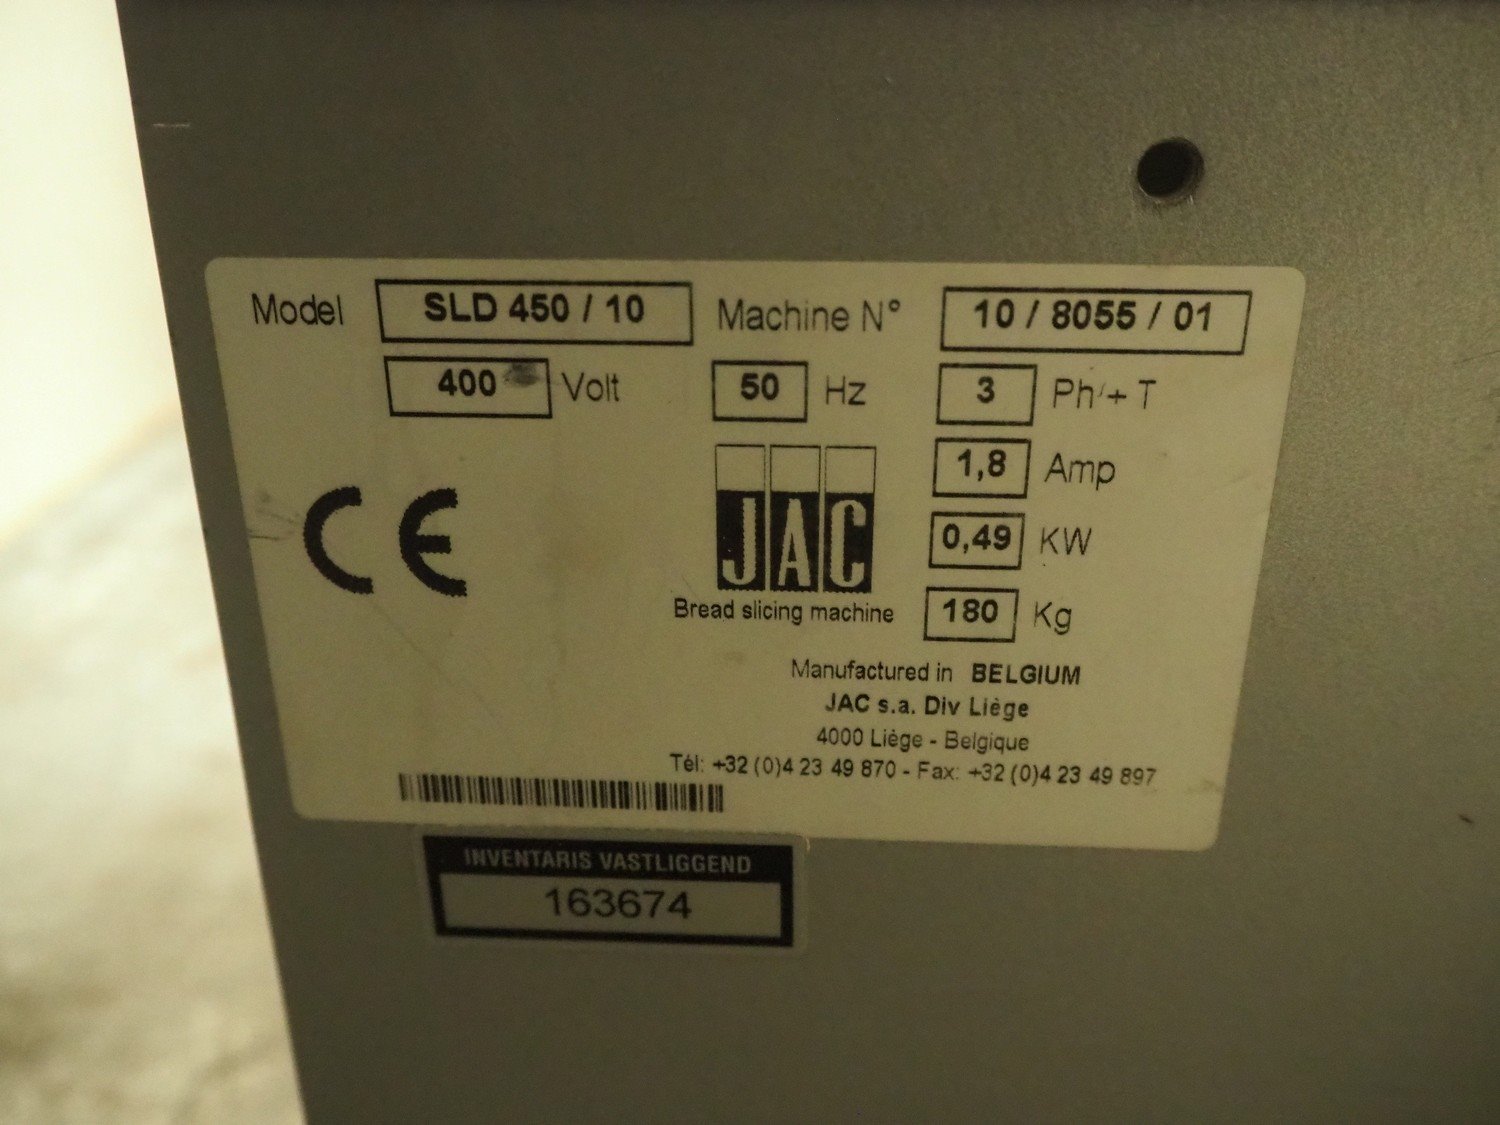 Model SLD 450 / 10 Machine N° 10 / 8055 / 01
400 Volt 50 Hz 3 Ph + T
1,8 Amp
CE
JAC
0,49 KW
Bread slicing machine
180 Kg
Manufactured in BELGIUM
JAC s.a. Div Liège
4000 Liège - Belgique
Tél: +32 (0)4 23 49 870 - Fax: +32 (0)4 23 49 897
INVENTARIS VASTLIGGEND
163674